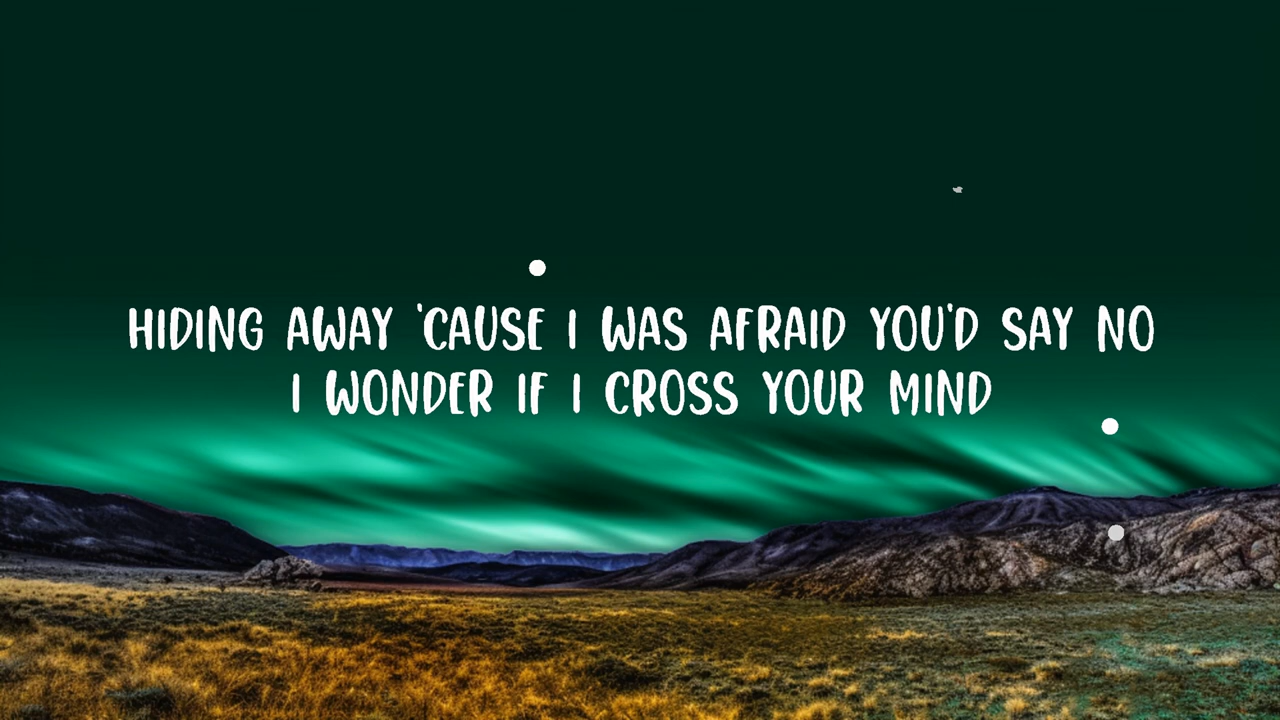 HIDING AWAY 'CAUSE I WAS AFRAID YOU'D SAY NO
I WONDER IF I CROSS YOUR MIND